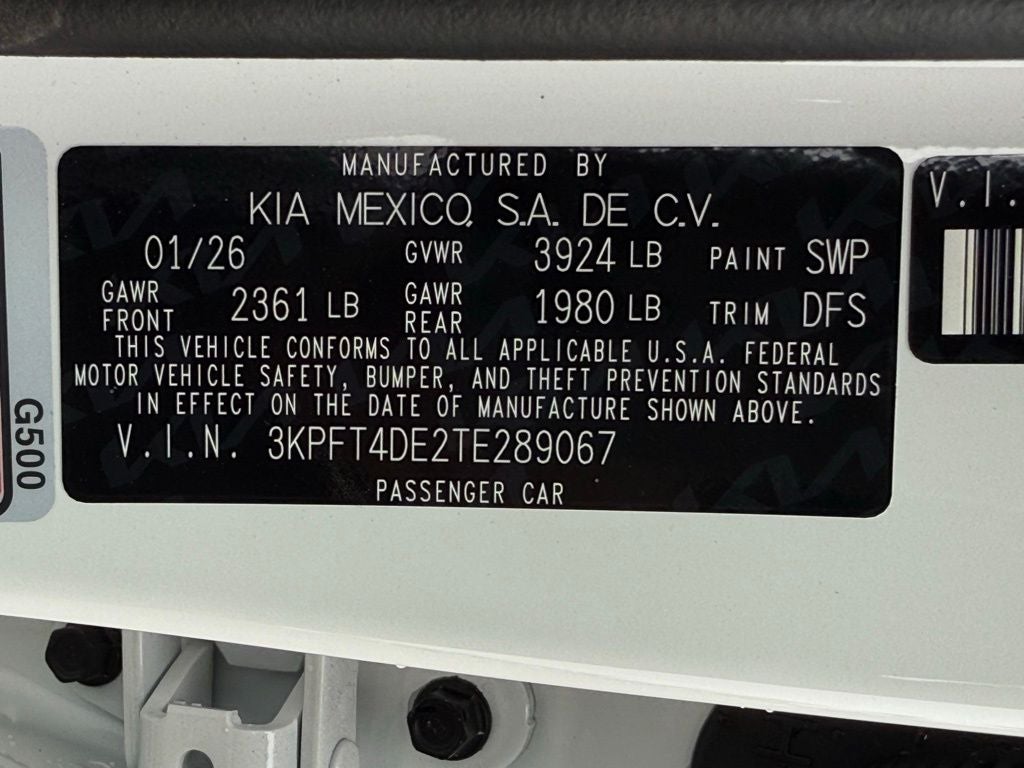 MANUFACTURED BY
KIA MEXICO, S.A. DE C.V.
01/26 GVWR 3924 LB PAINT SWP
GAWR FRONT 2361 LB GAWR REAR 1980 LB TRIM DFS
THIS VEHICLE CONFORMS TO ALL APPLICABLE U.S.A. FEDERAL
MOTOR VEHICLE SAFETY, BUMPER, AND THEFT PREVENTION STANDARDS
IN EFFECT ON THE DATE OF MANUFACTURE SHOWN ABOVE.
V.I.N. 3KPFT4DE2TE289067
PASSENGER CAR
G500
V.I.